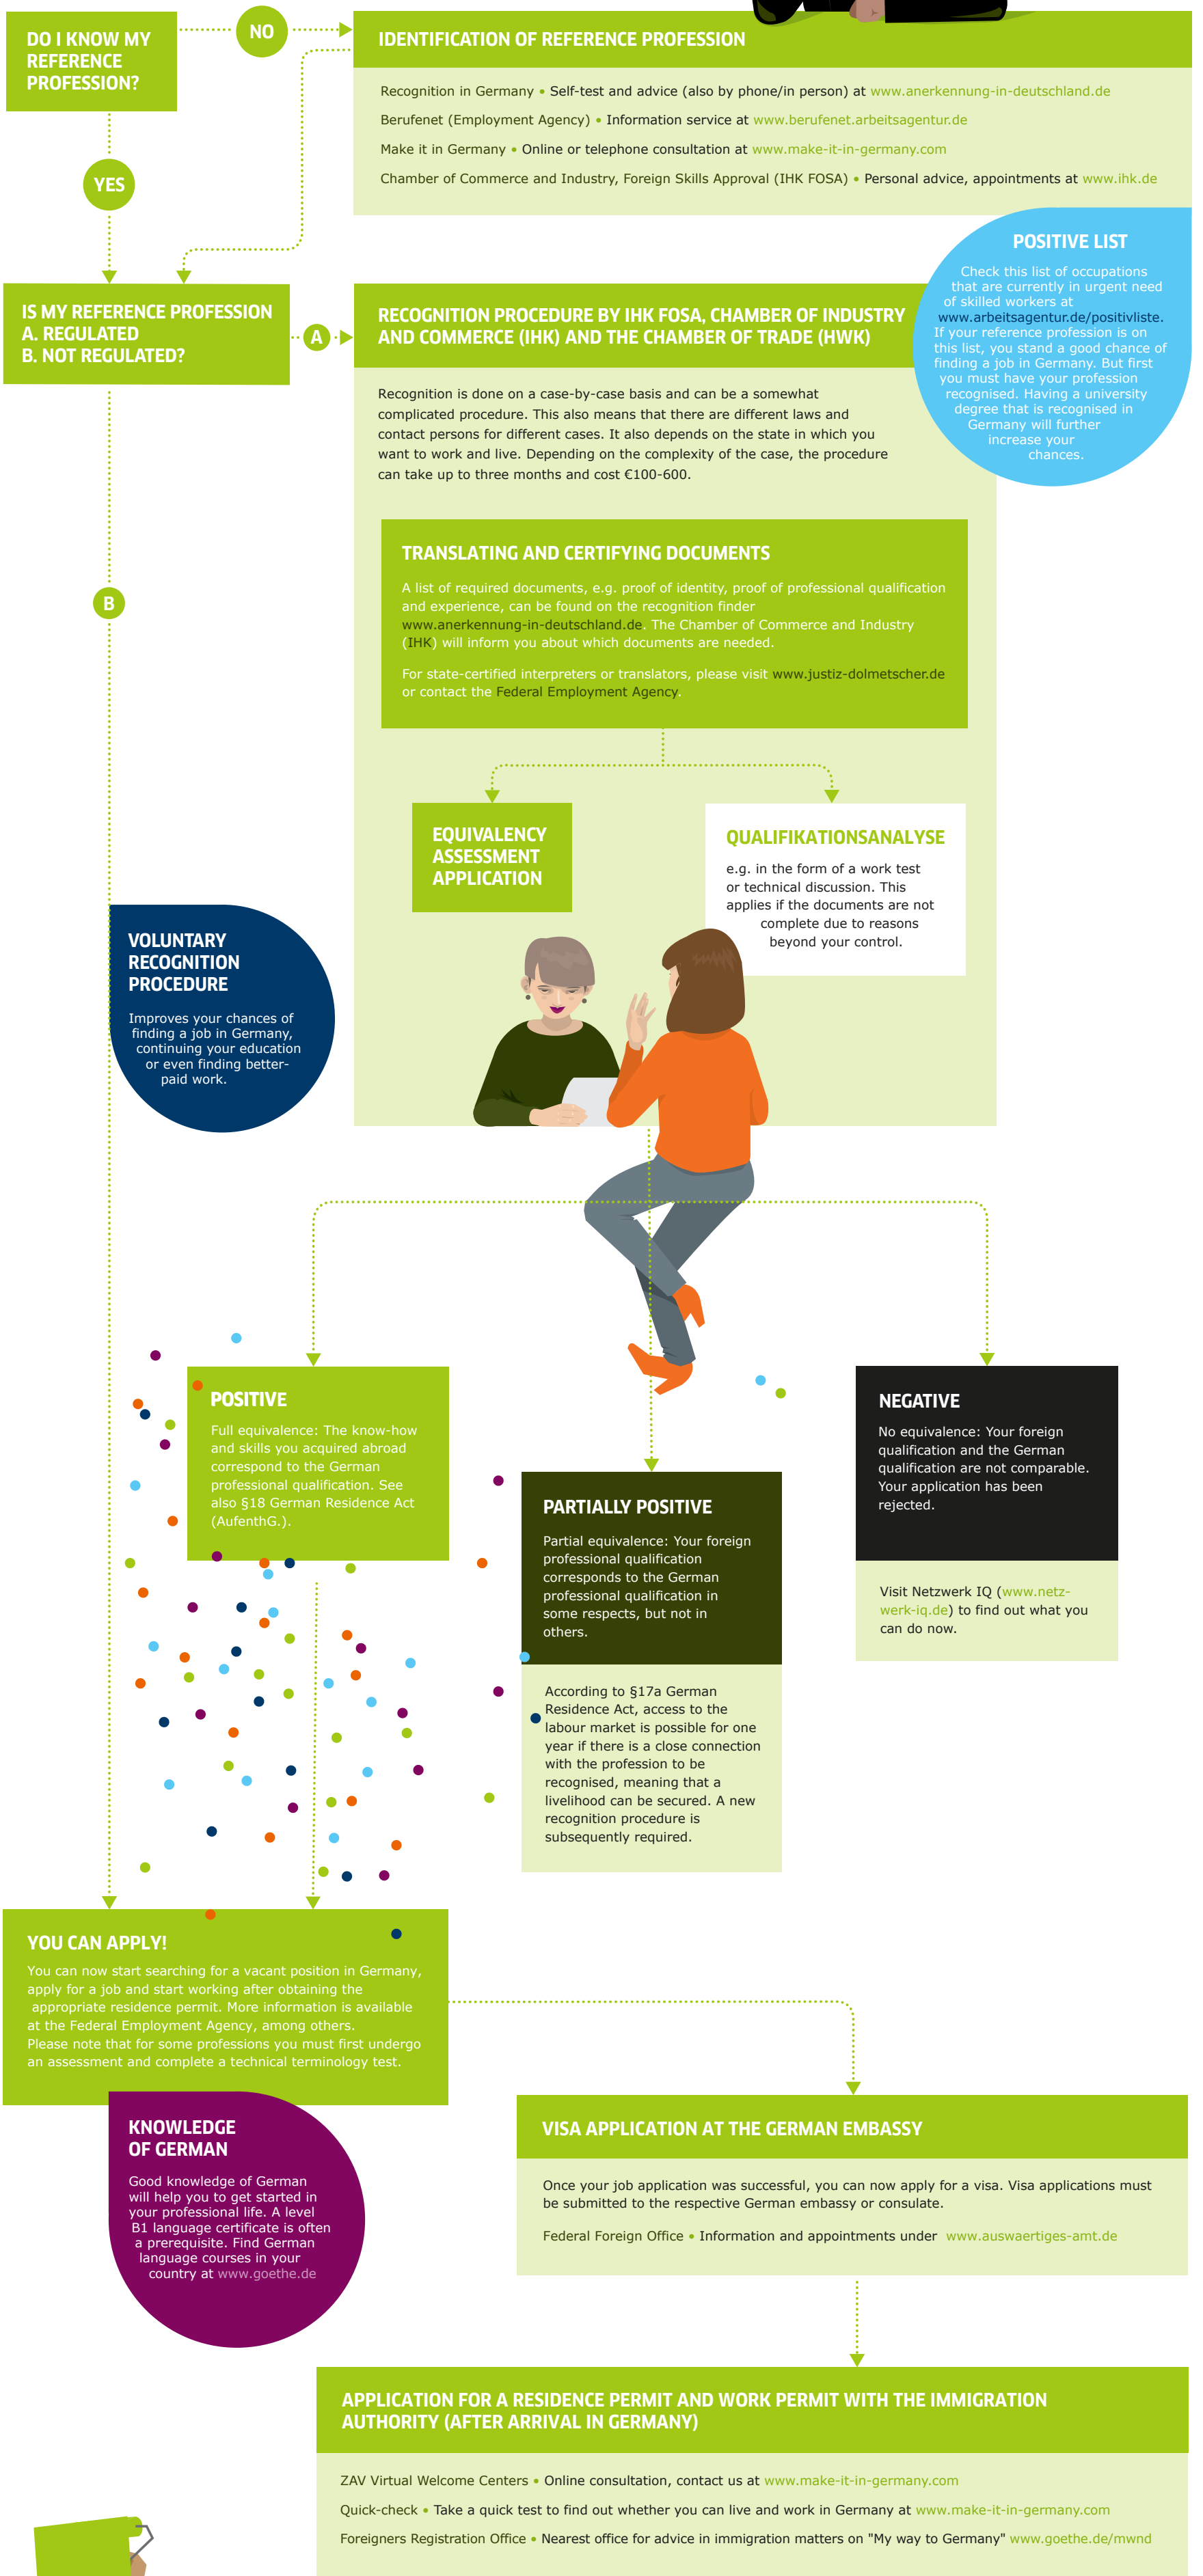 DO I KNOW MY
REFERENCE
PROFESSION?
NO
YES
IDENTIFICATION OF REFERENCE PROFESSION
Recognition in Germany • Self-test and advice (also by phone/in person) at www.anerkennung-in-deutschland.de
Berufenet (Employment Agency) • Information service at www.berufenet.arbeitsagentur.de
Make it in Germany • Online or telephone consultation at www.make-it-in-germany.com
Chamber of Commerce and Industry, Foreign Skills Approval (IHK FOSA) • Personal advice, appointments at www.ihk.de
POSITIVE LIST
Check this list of occupations
that are currently in urgent need
of skilled workers at
www.arbeitsagentur.de/positivliste.
If your reference profession is on
this list, you stand a good chance of
finding a job in Germany. But first
you must have your profession
recognised. Having a university
degree that is recognised in
Germany will further
increase your
chances.
IS MY REFERENCE PROFESSION
A. REGULATED
B. NOT REGULATED?
A
RECOGNITION PROCEDURE BY IHK FOSA, CHAMBER OF INDUSTRY
AND COMMERCE (IHK) AND THE CHAMBER OF TRADE (HWK)
Recognition is done on a case-by-case basis and can be a somewhat
complicated procedure. This also means that there are different laws and
contact persons for different cases. It also depends on the state in which you
want to work and live. Depending on the complexity of the case, the procedure
can take up to three months and cost €100-600.
TRANSLATING AND CERTIFYING DOCUMENTS
A list of required documents, e.g. proof of identity, proof of professional qualification
and experience, can be found on the recognition finder
www.anerkennung-in-deutschland.de. The Chamber of Commerce and Industry
(IHK) will inform you about which documents are needed.
For state-certified interpreters or translators, please visit www.justiz-dolmetscher.de
or contact the Federal Employment Agency.
B
EQUIVALENCY
ASSESSMENT
APPLICATION
QUALIFIKATIONSANALYSE
e.g. in the form of a work test
or technical discussion. This
applies if the documents are not
complete due to reasons
beyond your control.
VOLUNTARY
RECOGNITION
PROCEDURE
Improves your chances of
finding a job in Germany,
continuing your education
or even finding better-
paid work.
POSITIVE
Full equivalence: The know-how
and skills you acquired abroad
correspond to the German
professional qualification. See
also §18 German Residence Act
(AufenthG.).
PARTIALLY POSITIVE
Partial equivalence: Your foreign
professional qualification
corresponds to the German
professional qualification in
some respects, but not in
others.
According to §17a German
Residence Act, access to the
labour market is possible for one
year if there is a close connection
with the profession to be
recognised, meaning that a
livelihood can be secured. A new
recognition procedure is
subsequently required.
NEGATIVE
No equivalence: Your foreign
qualification and the German
qualification are not comparable.
Your application has been
rejected.
Visit Netzwerk IQ (www.netz-
werk-iq.de) to find out what you
can do now.
YOU CAN APPLY!
You can now start searching for a vacant position in Germany,
apply for a job and start working after obtaining the
appropriate residence permit. More information is available
at the Federal Employment Agency, among others.
Please note that for some professions you must first undergo
an assessment and complete a technical terminology test.
KNOWLEDGE
OF GERMAN
Good knowledge of German
will help you to get started in
your professional life. A level
B1 language certificate is often
a prerequisite. Find German
language courses in your
country at www.goethe.de
VISA APPLICATION AT THE GERMAN EMBASSY
Once your job application was successful, you can now apply for a visa. Visa applications must
be submitted to the respective German embassy or consulate.
Federal Foreign Office • Information and appointments under www.auswaertiges-amt.de
APPLICATION FOR A RESIDENCE PERMIT AND WORK PERMIT WITH THE IMMIGRATION
AUTHORITY (AFTER ARRIVAL IN GERMANY)
ZAV Virtual Welcome Centers • Online consultation, contact us at www.make-it-in-germany.com
Quick-check • Take a quick test to find out whether you can live and work in Germany at www.make-it-in-germany.com
Foreigners Registration Office • Nearest office for advice in immigration matters on "My way to Germany" www.goethe.de/mwnd